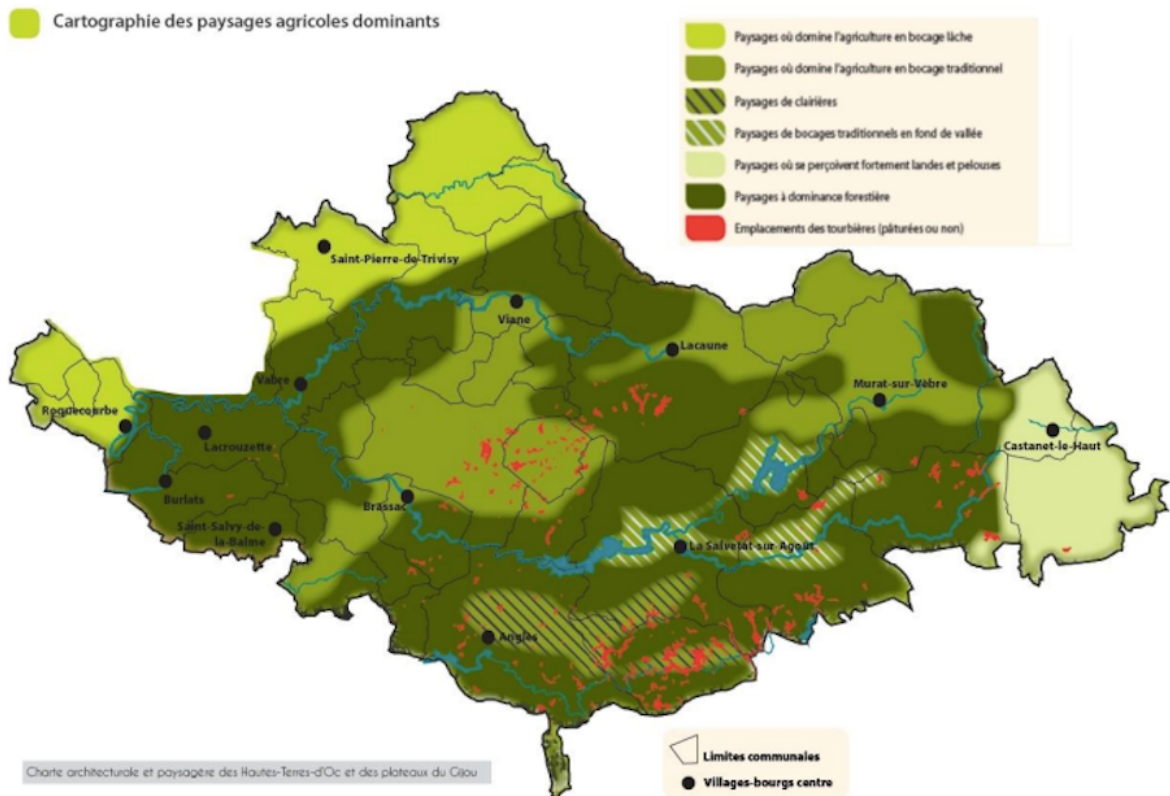 Cartographie des paysages agricoles dominants
Paysages où domine l'agriculture en bocage lâche
Paysages où domine l'agriculture en bocage traditionnel
Paysages de clairières
Paysages de bocages traditionnels en fond de vallée
Paysages où se perçoivent fortement landes et pelouses
Paysages à dominance forestière
Emplacements des tourbières (pâturées ou non)
Saint-Pierre-de-Trivisy
Viane
Lacaune
Vabre
Murat-sur-Vèbre
Roquecourbe
Lacrouzette
Castanet-le-Haut
Burlats
Brassac
Saint-Salvy-de-
la-Balme
La Salvetat-sur-Agout
Anglès
Limites communales
Villages-bourgs centre
Charte architecturale et paysagère des Hautes-Terres-d'Oc et des plateaux du Gijou